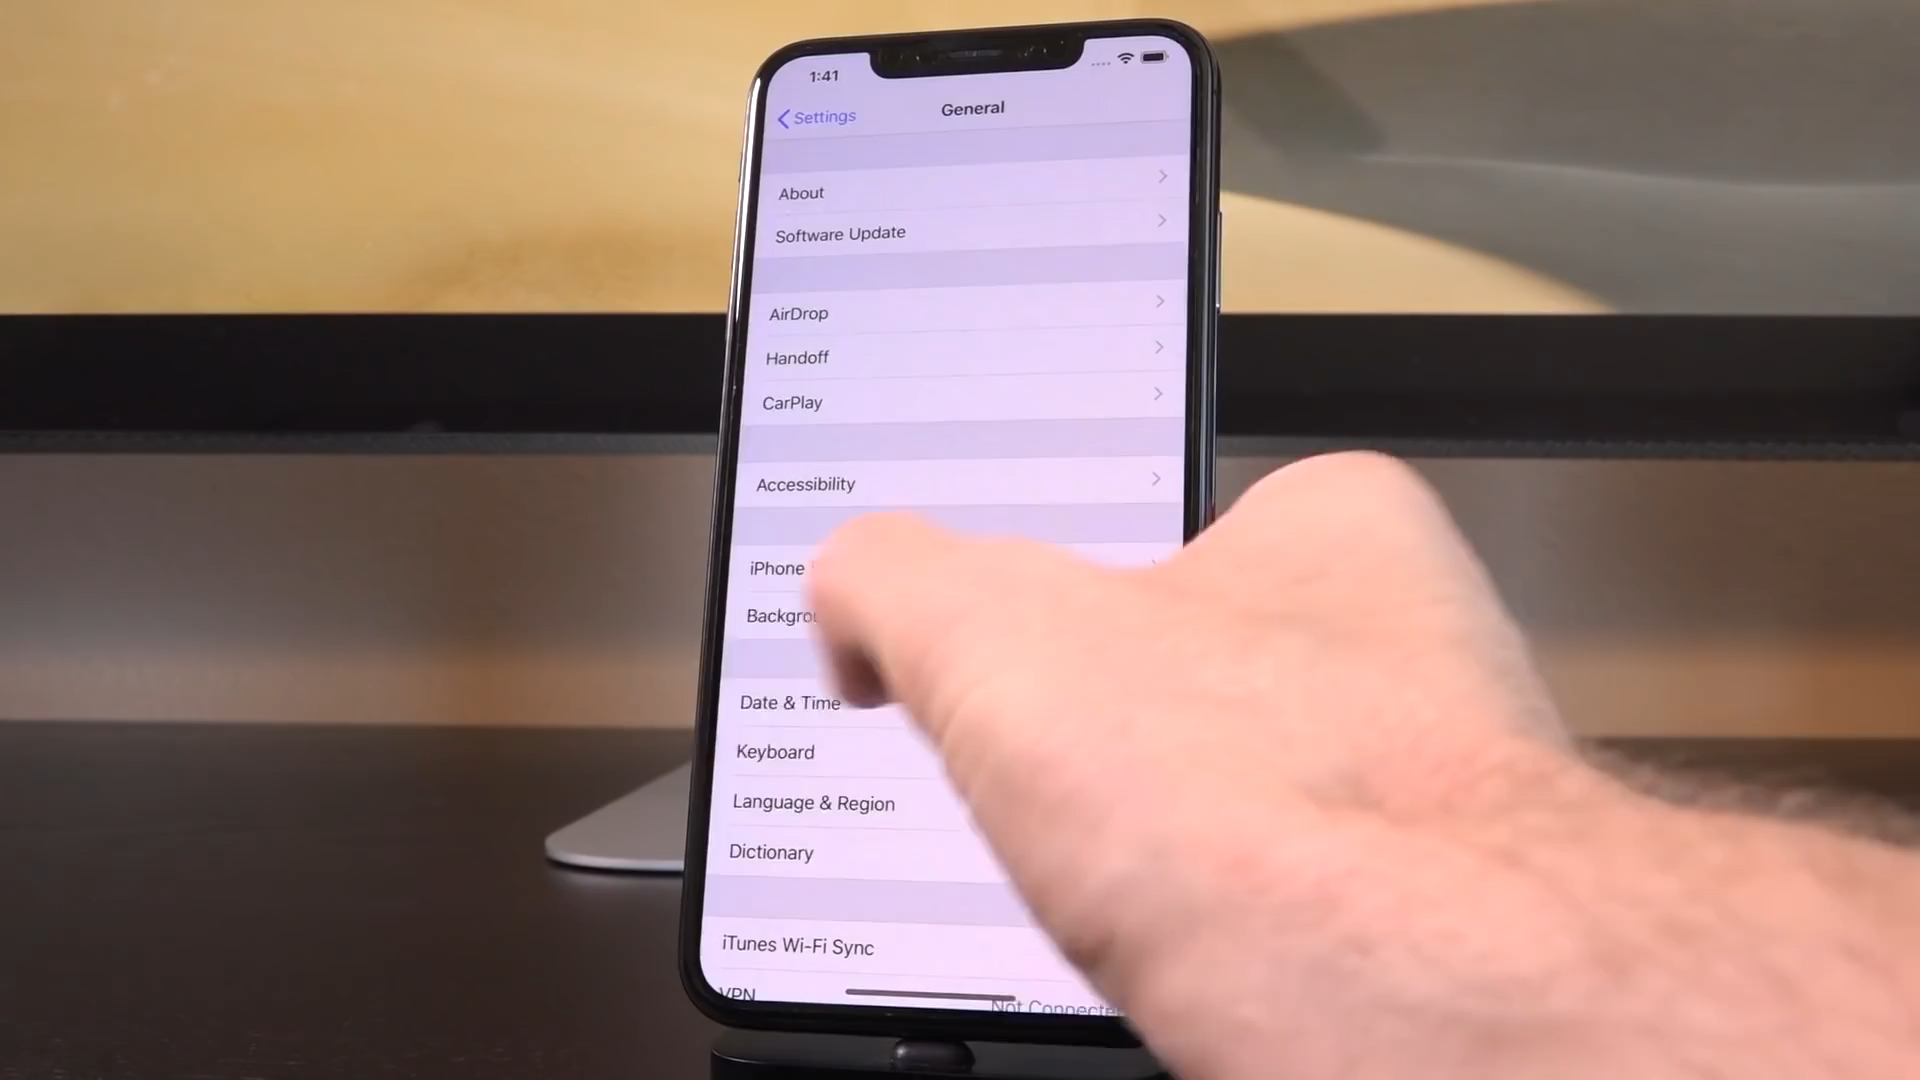 1:41
Settings
General
About
Software Update
AirDrop
Handoff
CarPlay
Accessibility
iPhone
Date & Time
Keyboard
Language & Region
Dictionary
iTunes Wi-Fi Sync
VPN
Not Connected